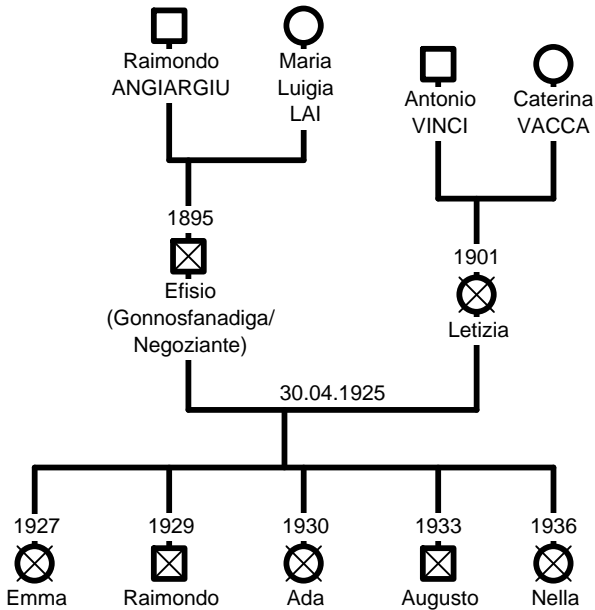 Raimondo
ANGIARGIU
Maria
Luigia
LAI
Antonio
VINCI
Caterina
VACCA
1895
Efisio
(Gonnosfanadiga/
Negoziante)
1901
Letizia
30.04.1925
1927
Emma
1929
Raimondo
1930
Ada
1933
Augusto
1936
Nella